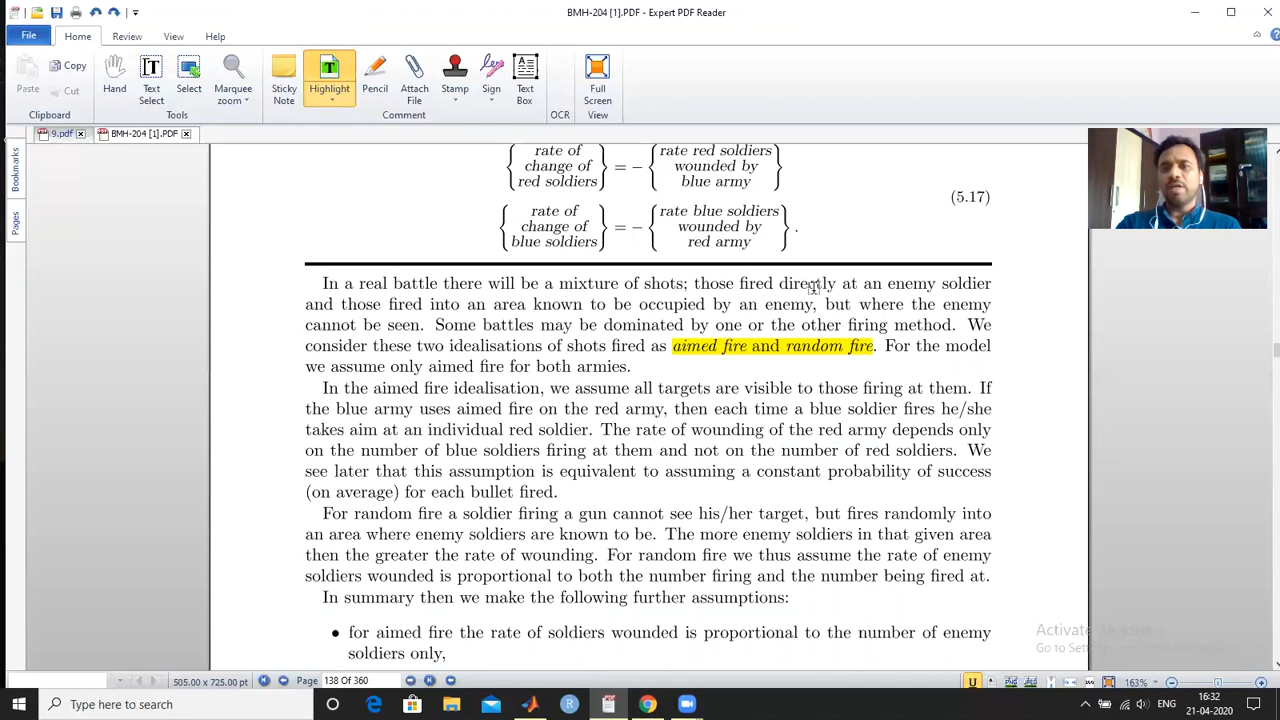 BMH-204 [1].PDF - Expert PDF Reader
File Home Review View Help
Paste Copy Cut
Hand Text Select Select Marquee zoom Sticky Note Highlight Pencil Attach File Stamp Sign Text Box Full Screen
Clipboard Tools Comment OCR View
9.pdf BMH-204 [1].PDF
Bookmarks
Pages
{rate of change of red soldiers} = − {rate red soldiers wounded by blue army}
(5.17)
{rate of change of blue soldiers} = − {rate blue soldiers wounded by red army}.
In a real battle there will be a mixture of shots; those fired directly at an enemy soldier
and those fired into an area known to be occupied by an enemy, but where the enemy
cannot be seen. Some battles may be dominated by one or the other firing method. We
consider these two idealisations of shots fired as aimed fire and random fire. For the model
we assume only aimed fire for both armies.
In the aimed fire idealisation, we assume all targets are visible to those firing at them. If
the blue army uses aimed fire on the red army, then each time a blue soldier fires he/she
takes aim at an individual red soldier. The rate of wounding of the red army depends only
on the number of blue soldiers firing at them and not on the number of red soldiers. We
see later that this assumption is equivalent to assuming a constant probability of success
(on average) for each bullet fired.
For random fire a soldier firing a gun cannot see his/her target, but fires randomly into
an area where enemy soldiers are known to be. The more enemy soldiers in that given area
then the greater the rate of wounding. For random fire we thus assume the rate of enemy
soldiers wounded is proportional to both the number firing and the number being fired at.
In summary then we make the following further assumptions:
• for aimed fire the rate of soldiers wounded is proportional to the number of enemy
soldiers only,
Activate Windows
505.00 x 725.00 pt Page 138 OF 360 163%
Type here to search
ENG 16:32
21-04-2020